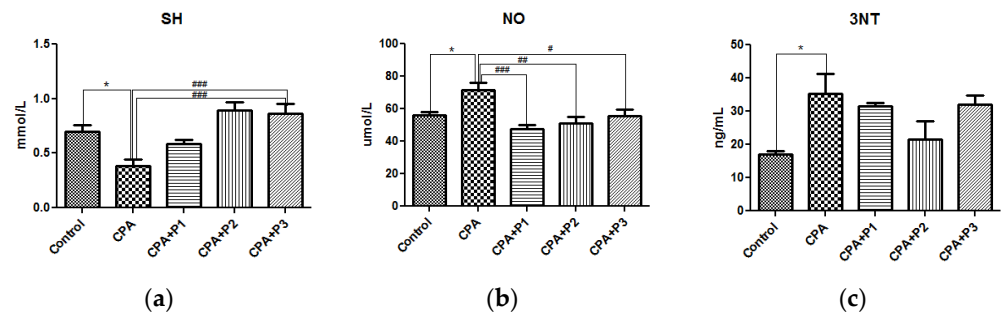 SH
mmol/L
1.5
1.0
0.5
0.0
*
###
###
Control
CPA
CPA+P1
CPA+P2
CPA+P3
(a)
NO
umol/L
100
80
60
40
20
0
*
#
##
###
Control
CPA
CPA+P1
CPA+P2
CPA+P3
(b)
3NT
ng/mL
50
40
30
20
10
0
*
Control
CPA
CPA+P1
CPA+P2
CPA+P3
(c)